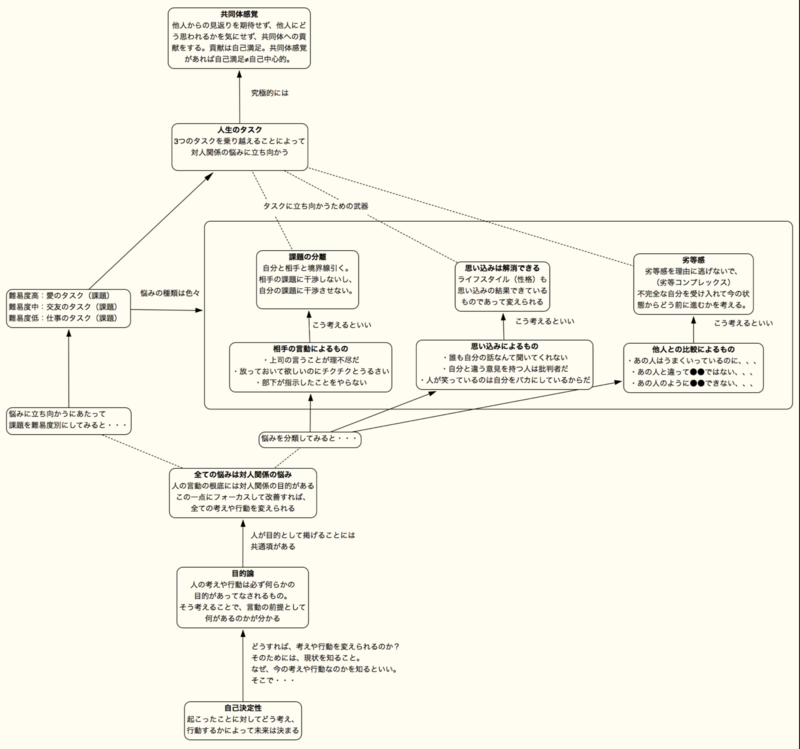 共同体感覚
他人からの見返りを期待せず、他人にど
う思われるかを気にせず、共同体への貢
献をする。貢献は自己満足。共同体感覚
があれば自己満足≠自己中心的。
究極的には
人生のタスク
3つのタスクを乗り越えることによって
対人関係の悩みに立ち向かう
タスクに立ち向かうための武器
課題の分離
自分と相手と境界線引く。
相手の課題に干渉しないし、
自分の課題に干渉させない。
思い込みは解消できる
ライフスタイル（性格）も
思い込みの結果できている
ものであって変えられる
劣等感
劣等感を理由に逃げないで、
（劣等コンプレックス）
不完全な自分を受け入れて今の状
態からどう前に進むかを考える。
難易度高：愛のタスク（課題）
難易度中：交友のタスク（課題）
難易度低：仕事のタスク（課題）
悩みの種類は色々
こう考えるといい
こう考えるといい
こう考えるといい
相手の言動によるもの
・上司の言うことが理不尽だ
・放っておいて欲しいのにチクチクとうるさい
・部下が指示したことをやらない
思い込みによるもの
・誰も自分の話なんて聞いてくれない
・自分と違う意見を持つ人は批判者だ
・人が笑っているのは自分をバカにしているからだ
他人との比較によるもの
・あの人はうまくいっているのに、、、
・あの人と違って●●ではない、、、
・あの人のように●●できない、、、
悩みに立ち向かうにあたって
課題を難易度別にしてみると・・・
悩みを分類してみると・・・
全ての悩みは対人関係の悩み
人の言動の根底には対人関係の目的がある
この一点にフォーカスして改善すれば、
全ての考えや行動を変えられる
人が目的として掲げることには
共通項がある
目的論
人の考えや行動は必ず何らかの
目的があってなされるもの。
そう考えることで、言動の前提として
何があるのかが分かる
どうすれば、考えや行動を変えられるのか？
そのためには、現状を知ること。
なぜ、今の考えや行動なのかを知るといい。
そこで・・・
自己決定性
起こったことに対してどう考え、
行動するかによって未来は決まる